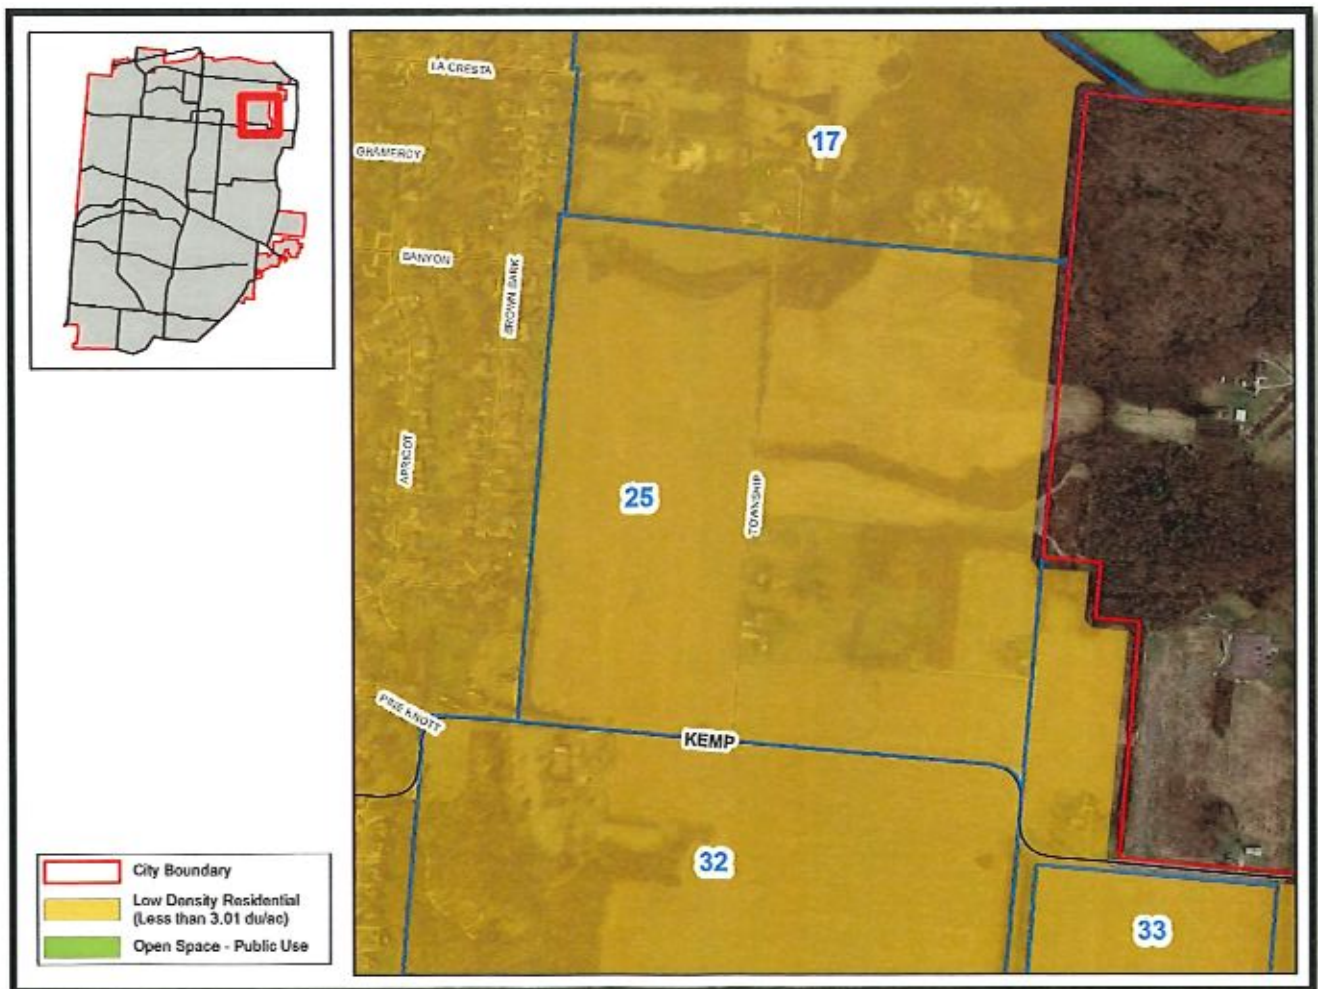 LA CRESTA
17
GRAMERCY
BANYON
BROWN BARK
APRICOT
25
TOWNSHIP
PINE KNOTT
KEMP
32
33
City Boundary
Low Density Residential
(Less than 3.01 du/ac)
Open Space - Public Use